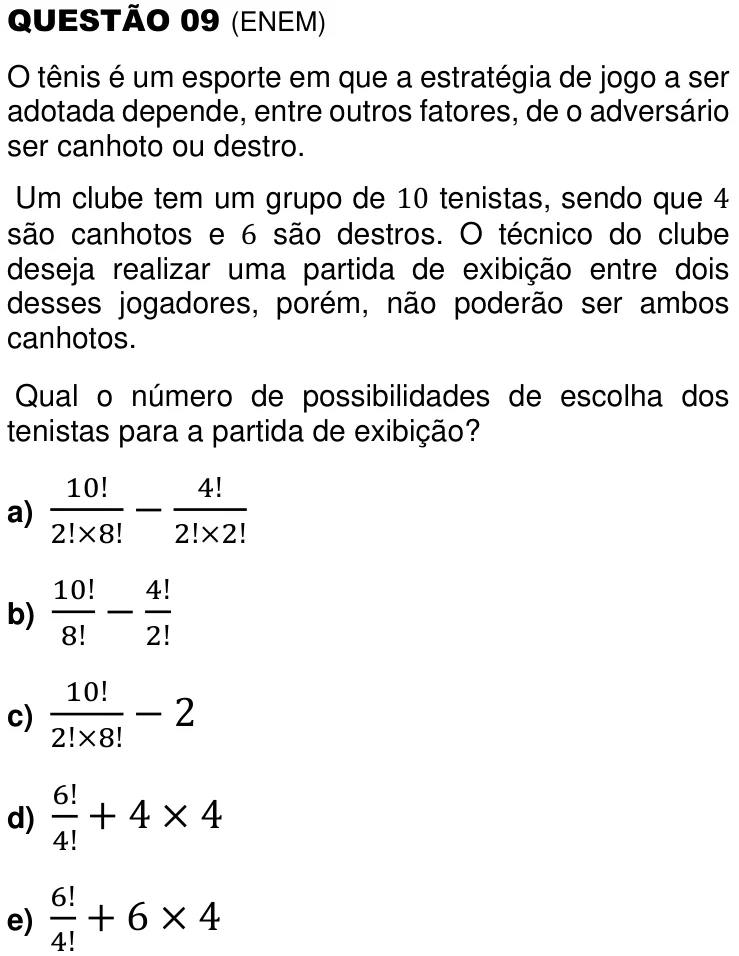 QUESTÃO 09 (ENEM)
O tênis é um esporte em que a estratégia de jogo a ser
adotada depende, entre outros fatores, de o adversário
ser canhoto ou destro.
Um clube tem um grupo de 10 tenistas, sendo que 4
são canhotos e 6 são destros. O técnico do clube
deseja realizar uma partida de exibição entre dois
desses jogadores, porém, não poderão ser ambos
canhotos.
Qual o número de possibilidades de escolha dos
tenistas para a partida de exibição?
a) 10!/(2!×8!) − 4!/(2!×2!)
b) 10!/8! − 4!/2!
c) 10!/(2!×8!) − 2
d) 6!/4! + 4 × 4
e) 6!/4! + 6 × 4